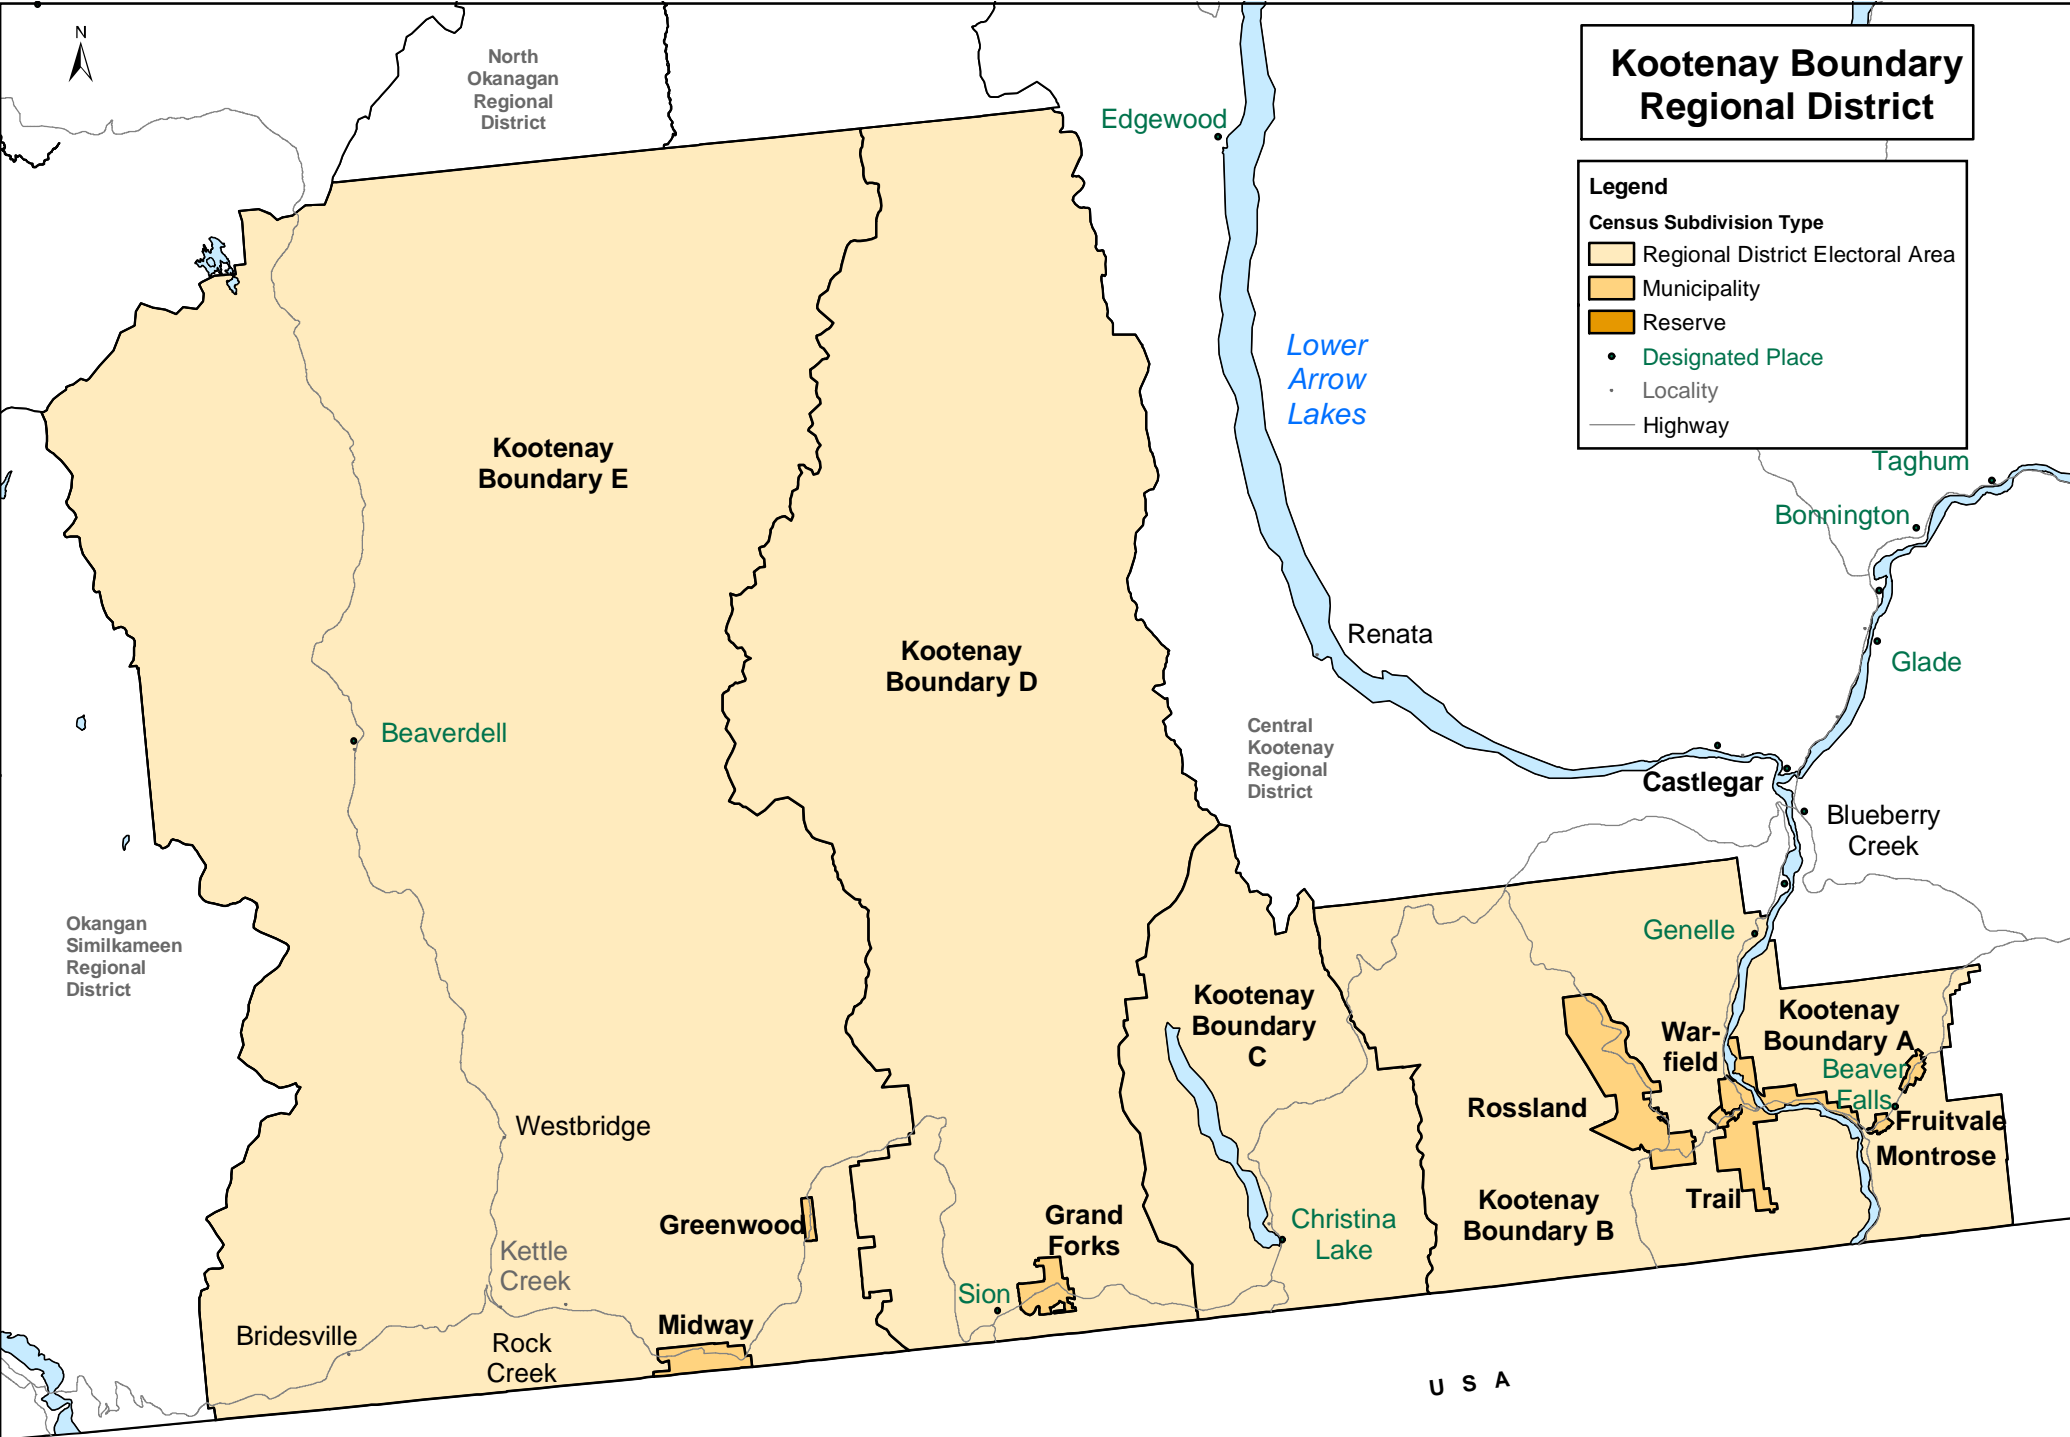 N
North
Okanagan
Regional
District
Kootenay Boundary
Regional District
Edgewood
Legend
Census Subdivision Type
Regional District Electoral Area
Municipality
Reserve
Designated Place
Locality
Highway
Lower
Arrow
Lakes
Kootenay
Boundary E
Taghum
Bonnington
Renata
Kootenay
Boundary D
Glade
Beaverdell
Central
Kootenay
Regional
District
Castlegar
Blueberry
Creek
Okangan
Similkameen
Regional
District
Genelle
Kootenay
Boundary
C
Kootenay
Boundary A
War-
field
Beaver
Falls
Rossland
Fruitvale
Montrose
Westbridge
Greenwood
Grand
Forks
Christina
Lake
Kootenay
Boundary B
Trail
Kettle
Creek
Sion
Bridesville
Rock
Creek
Midway
U S A